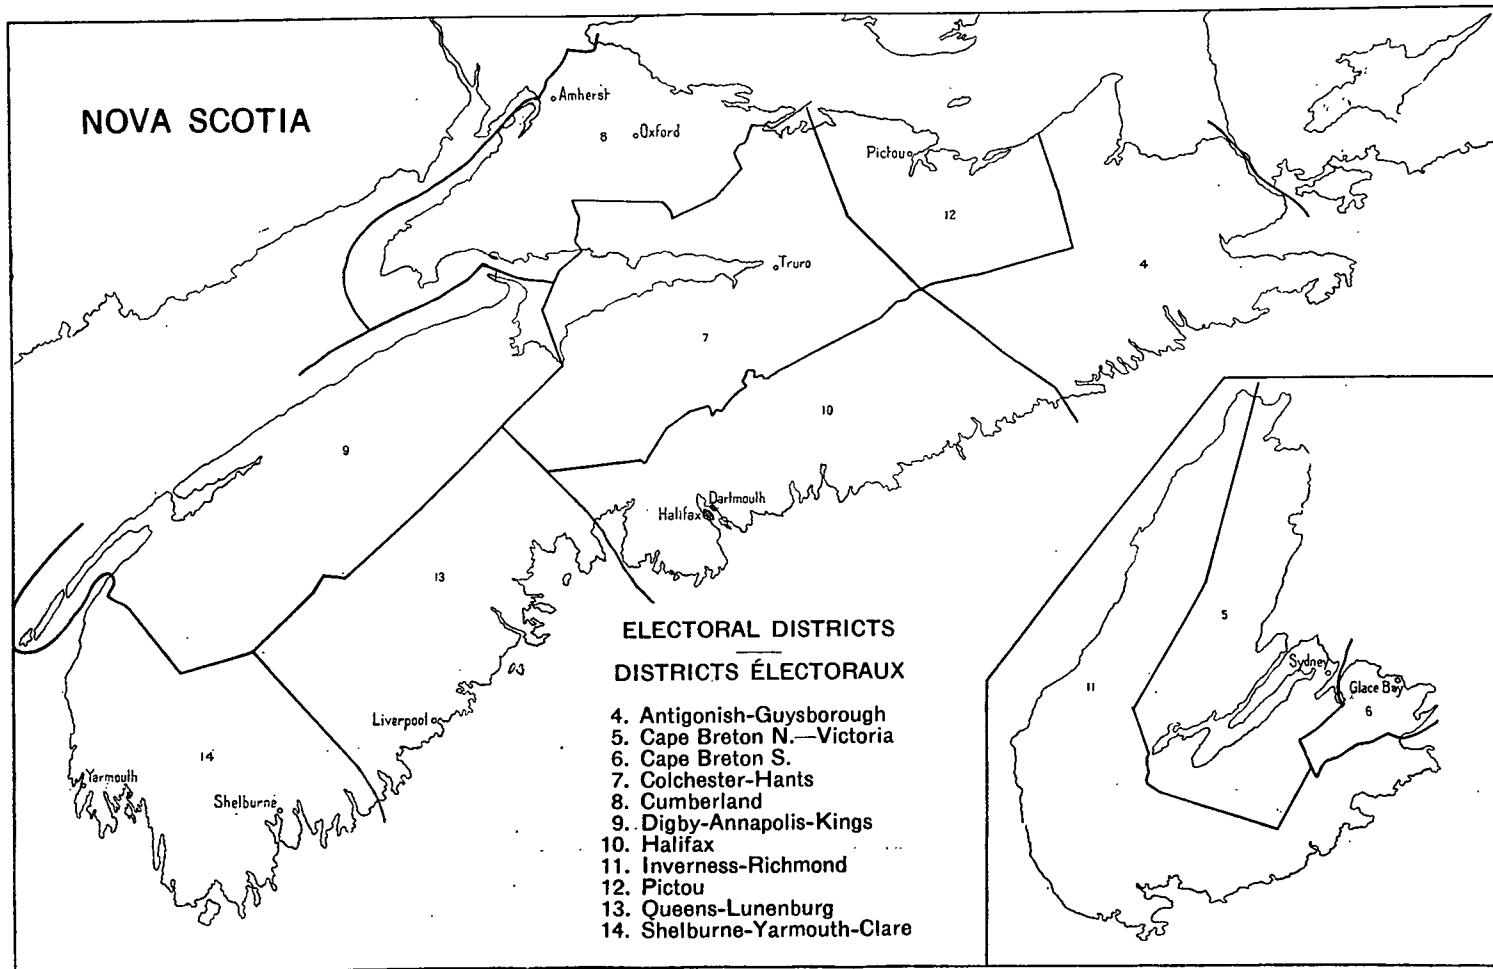 NOVA SCOTIA
Amherst
8
Oxford
Pictou
12
4
Truro
7
10
9
Dartmouth
Halifax
13
14
Liverpool
Yarmouth
Shelburne
5
11
Sydney
Glace Bay
6
ELECTORAL DISTRICTS
DISTRICTS ÉLECTORAUX
4. Antigonish-Guysborough
5. Cape Breton N.—Victoria
6. Cape Breton S.
7. Colchester-Hants
8. Cumberland
9. Digby-Annapolis-Kings
10. Halifax
11. Inverness-Richmond
12. Pictou
13. Queens-Lunenburg
14. Shelburne-Yarmouth-Clare